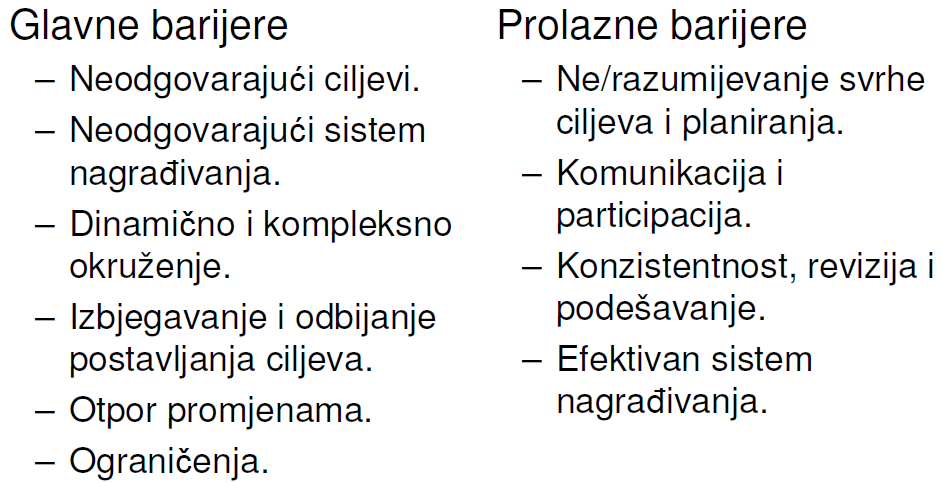 Glavne barijere
– Neodgovarajući ciljevi.
– Neodgovarajući sistem
nagrađivanja.
– Dinamično i kompleksno
okruženje.
– Izbjegavanje i odbijanje
postavljanja ciljeva.
– Otpor promjenama.
– Ograničenja.
Prolazne barijere
– Ne/razumijevanje svrhe
ciljeva i planiranja.
– Komunikacija i
participacija.
– Konzistentnost, revizija i
podešavanje.
– Efektivan sistem
nagrađivanja.